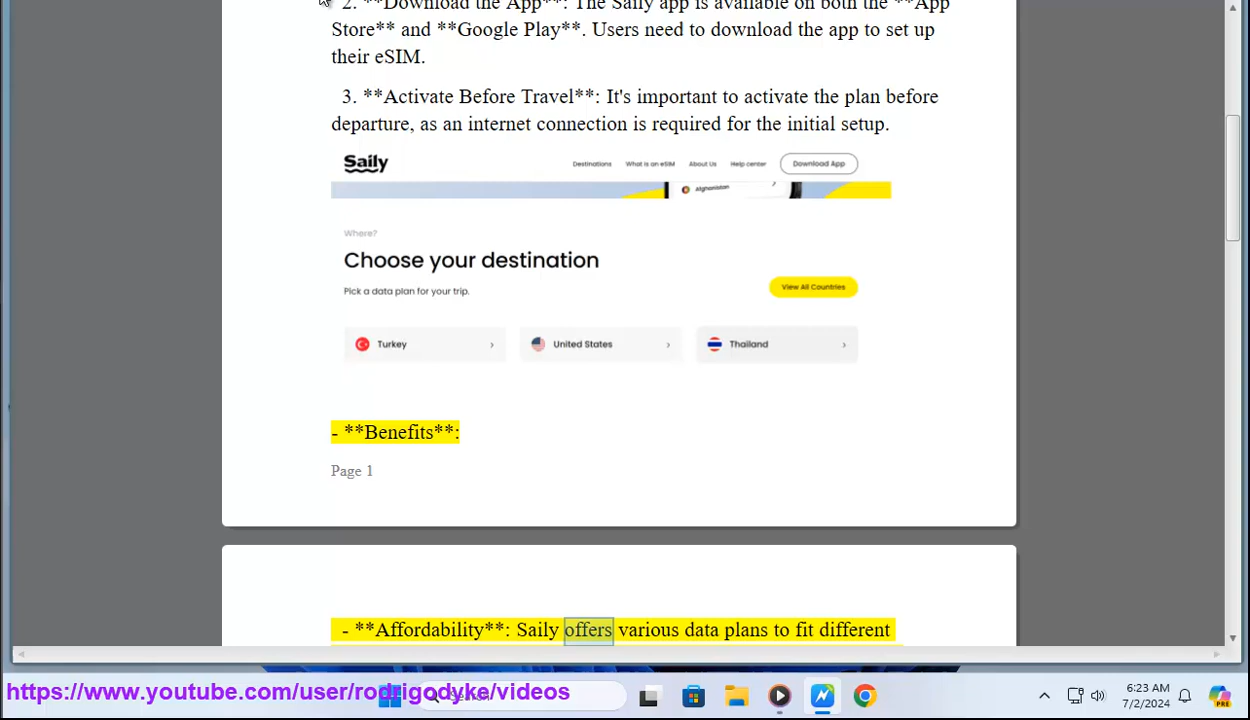 2. **Download the App**: The Saily app is available on both the **App
Store** and **Google Play**. Users need to download the app to set up
their eSIM.
3. **Activate Before Travel**: It's important to activate the plan before
departure, as an internet connection is required for the initial setup.
Saily
Destinations What is an eSIM About Us Help center Download App
Afghanistan
Where?
Choose your destination
Pick a data plan for your trip.
View All Countries
Turkey United States Thailand
- **Benefits**:
Page 1
- **Affordability**: Saily offers various data plans to fit different
https://www.youtube.com/user/rodrigodyke/videos
6:23 AM
7/2/2024
PRE